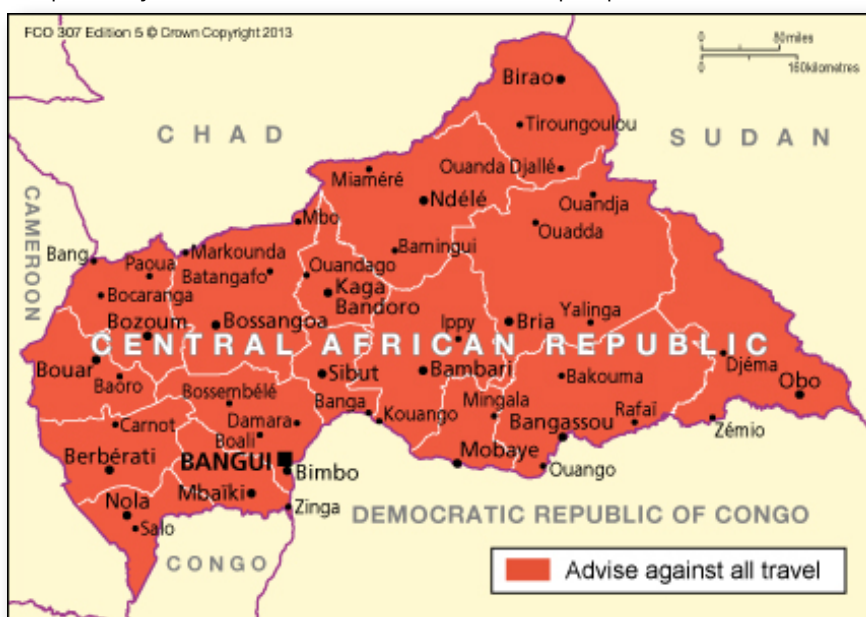 FCO 307 Edition 5 © Crown Copyright 2013
0 80miles
0 160kilometres
Birao
Tiroungoulou
CHAD
SUDAN
Ouanda Djallé
Miaméré
Ndélé
Ouandja
CAMEROON
Mbo
Ouadda
Bang
Markounda
Bamingui
Paoua
Batangafo
Ouandago
Bocaranga
Kaga
Bandoro
Bozoum
Bossangoa
Ippy
Bria
Yalinga
CENTRAL AFRICAN REPUBLIC
Bouar
Baoro
Sibut
Bambari
Bakouma
Djéma
Obo
Bossembélé
Banga
Kouango
Mingala
Carnot
Damara
Boali
Bangassou
Rafaï
Zémio
Berbérati
BANGUI
Bimbo
Mobaye
Ouango
Mbaïki
Nola
Salo
Zinga
DEMOCRATIC REPUBLIC OF CONGO
CONGO
Advise against all travel